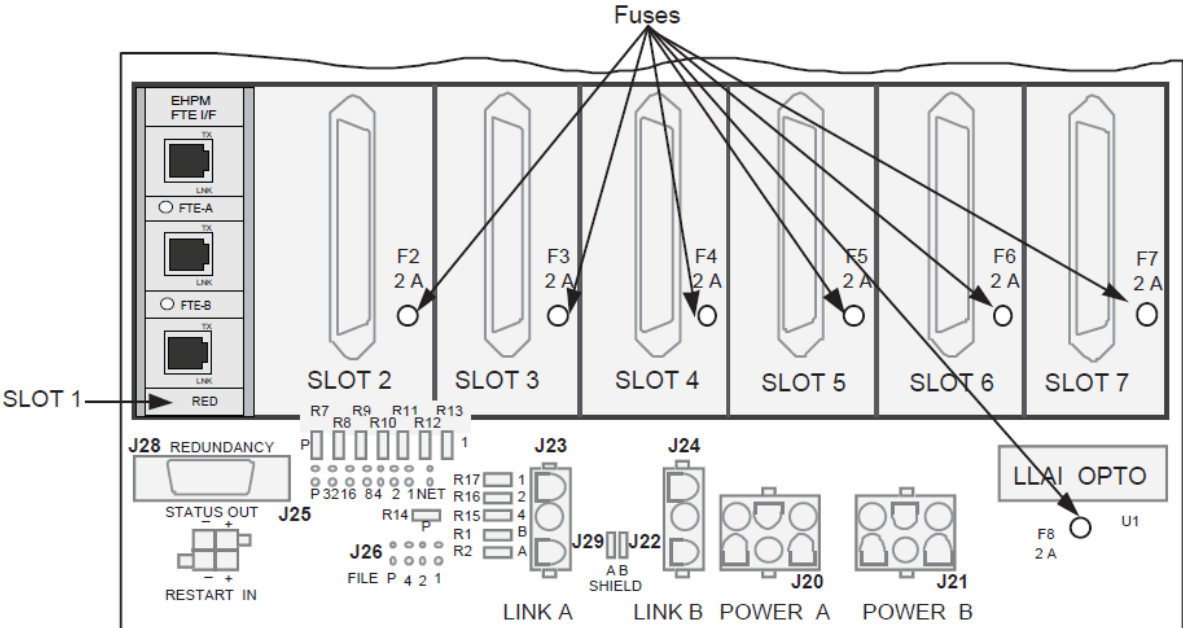 Fuses
EHPM
FTE I/F
TX
LNK
FTE-A
TX
LNK
FTE-B
TX
LNK
RED
SLOT 1
F2
2 A
F3
2 A
F4
2 A
F5
2 A
F6
2 A
F7
2 A
SLOT 2
SLOT 3
SLOT 4
SLOT 5
SLOT 6
SLOT 7
R7 R9 R11 R13
R8 R10 R12
P 1
P 32 16 8 4 2 1 NET
J28 REDUNDANCY
STATUS OUT
J25
– +
– +
RESTART IN
R14
P
J26
FILE P 4 2 1
R17 1
R16 2
R15 4
R1 B
R2 A
J23
LINK A
J29 J22
A B
SHIELD
J24
LINK B
J20
POWER A
J21
POWER B
LLAI OPTO
U1
F8
2 A